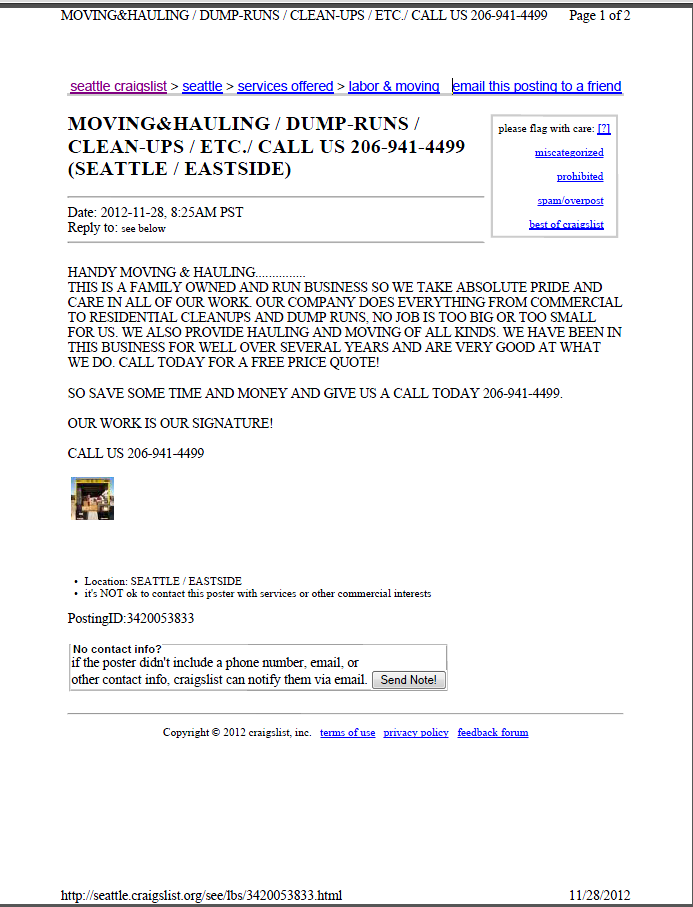 MOVING&HAULING / DUMP-RUNS / CLEAN-UPS / ETC./ CALL US 206-941-4499 Page 1 of 2
seattle craigslist > seattle > services offered > labor & moving email this posting to a friend
MOVING&HAULING / DUMP-RUNS /
CLEAN-UPS / ETC./ CALL US 206-941-4499
(SEATTLE / EASTSIDE)
please flag with care: [?]
miscategorized
prohibited
spam/overpost
best of craigslist
Date: 2012-11-28, 8:25AM PST
Reply to: see below
HANDY MOVING & HAULING...............
THIS IS A FAMILY OWNED AND RUN BUSINESS SO WE TAKE ABSOLUTE PRIDE AND
CARE IN ALL OF OUR WORK. OUR COMPANY DOES EVERYTHING FROM COMMERCIAL
TO RESIDENTIAL CLEANUPS AND DUMP RUNS, NO JOB IS TOO BIG OR TOO SMALL
FOR US. WE ALSO PROVIDE HAULING AND MOVING OF ALL KINDS. WE HAVE BEEN IN
THIS BUSINESS FOR WELL OVER SEVERAL YEARS AND ARE VERY GOOD AT WHAT
WE DO. CALL TODAY FOR A FREE PRICE QUOTE!
SO SAVE SOME TIME AND MONEY AND GIVE US A CALL TODAY 206-941-4499.
OUR WORK IS OUR SIGNATURE!
CALL US 206-941-4499
• Location: SEATTLE / EASTSIDE
• it's NOT ok to contact this poster with services or other commercial interests
PostingID:3420053833
No contact info?
if the poster didn't include a phone number, email, or
other contact info, craigslist can notify them via email. Send Note!
Copyright © 2012 craigslist, inc. terms of use privacy policy feedback forum
http://seattle.craigslist.org/see/lbs/3420053833.html 11/28/2012